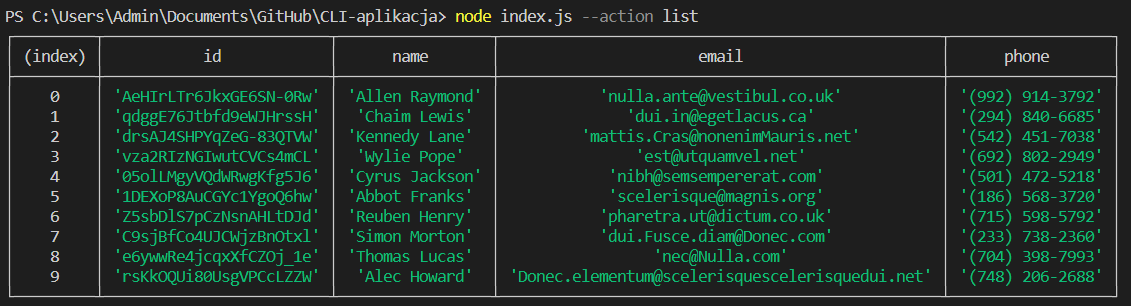 PS C:\Users\Admin\Documents\GitHub\CLI-aplikacja> node index.js --action list
(index) id name email phone
0 'AeHIrLTr6JkxGE6SN-0Rw' 'Allen Raymond' 'nulla.ante@vestibul.co.uk' '(992) 914-3792'
1 'qdggE76Jtbfd9eWJHrssH' 'Chaim Lewis' 'dui.in@egetlacus.ca' '(294) 840-6685'
2 'drsAJ4SHPYqZeG-83QTVW' 'Kennedy Lane' 'mattis.Cras@nonenimMauris.net' '(542) 451-7038'
3 'vza2RIzNGIwutCVCs4mCL' 'Wylie Pope' 'est@utquamvel.net' '(692) 802-2949'
4 '05olLMgyVQdWRwgKfg5J6' 'Cyrus Jackson' 'nibh@semsempererat.com' '(501) 472-5218'
5 '1DEXoP8AuCGYc1YgoQ6hw' 'Abbot Franks' 'scelerisque@magnis.org' '(186) 568-3720'
6 'Z5sbDlS7pCzNsnAHLtDJd' 'Reuben Henry' 'pharetra.ut@dictum.co.uk' '(715) 598-5792'
7 'C9sjBfCo4UJCWjzBnOtxl' 'Simon Morton' 'dui.Fusce.diam@Donec.com' '(233) 738-2360'
8 'e6ywwRe4jcqxXfCZOj_1e' 'Thomas Lucas' 'nec@Nulla.com' '(704) 398-7993'
9 'rsKkOQUi80UsgVPCcLZZW' 'Alec Howard' 'Donec.elementum@scelerisquescelerisquedui.net' '(748) 206-2688'